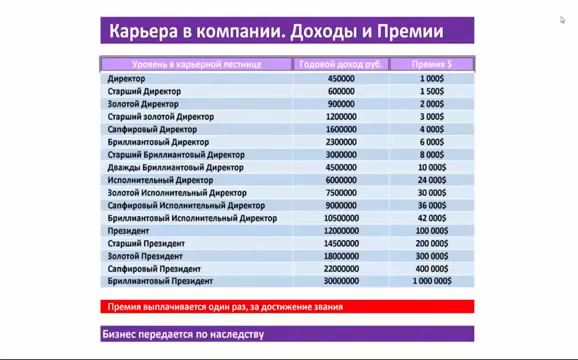 Карьера в компании. Доходы и Премии
Уровень в карьерной лестнице Годовой доход руб. Премия $
Директор 450000 1 000$
Старший Директор 600000 1 500$
Золотой Директор 900000 2 000$
Старший золотой Директор 1200000 3 000$
Сапфировый Директор 1600000 4 000$
Бриллиантовый Директор 2300000 6 000$
Старший Бриллиантовый Директор 3000000 8 000$
Дважды Бриллиантовый Директор 4500000 10 000$
Исполнительный Директор 6000000 24 000$
Золотой Исполнительный Директор 7500000 30 000$
Сапфировый Исполнительный Директор 9000000 36 000$
Бриллиантовый Исполнительный Директор 10500000 42 000$
Президент 12000000 100 000$
Старший Президент 14500000 200 000$
Золотой Президент 18000000 300 000$
Сапфировый Президент 22000000 400 000$
Бриллиантовый Президент 30000000 1 000 000$
Премия выплачивается один раз, за достижение звания
Бизнес передается по наследству